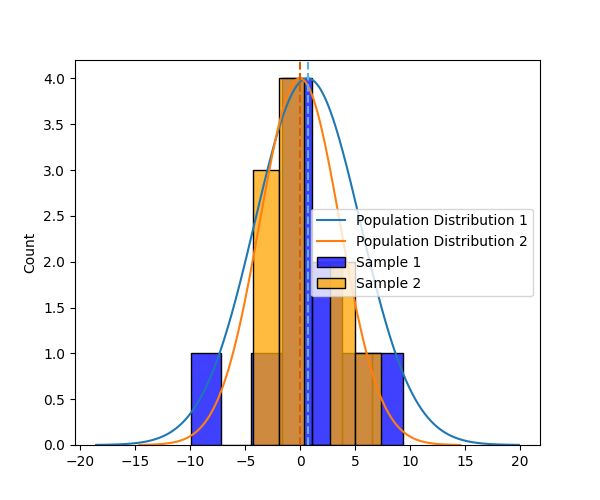 4.0
3.5
3.0
2.5
2.0
1.5
1.0
0.5
0.0
Count
Population Distribution 1
Population Distribution 2
Sample 1
Sample 2
−20 −15 −10 −5 0 5 10 15 20